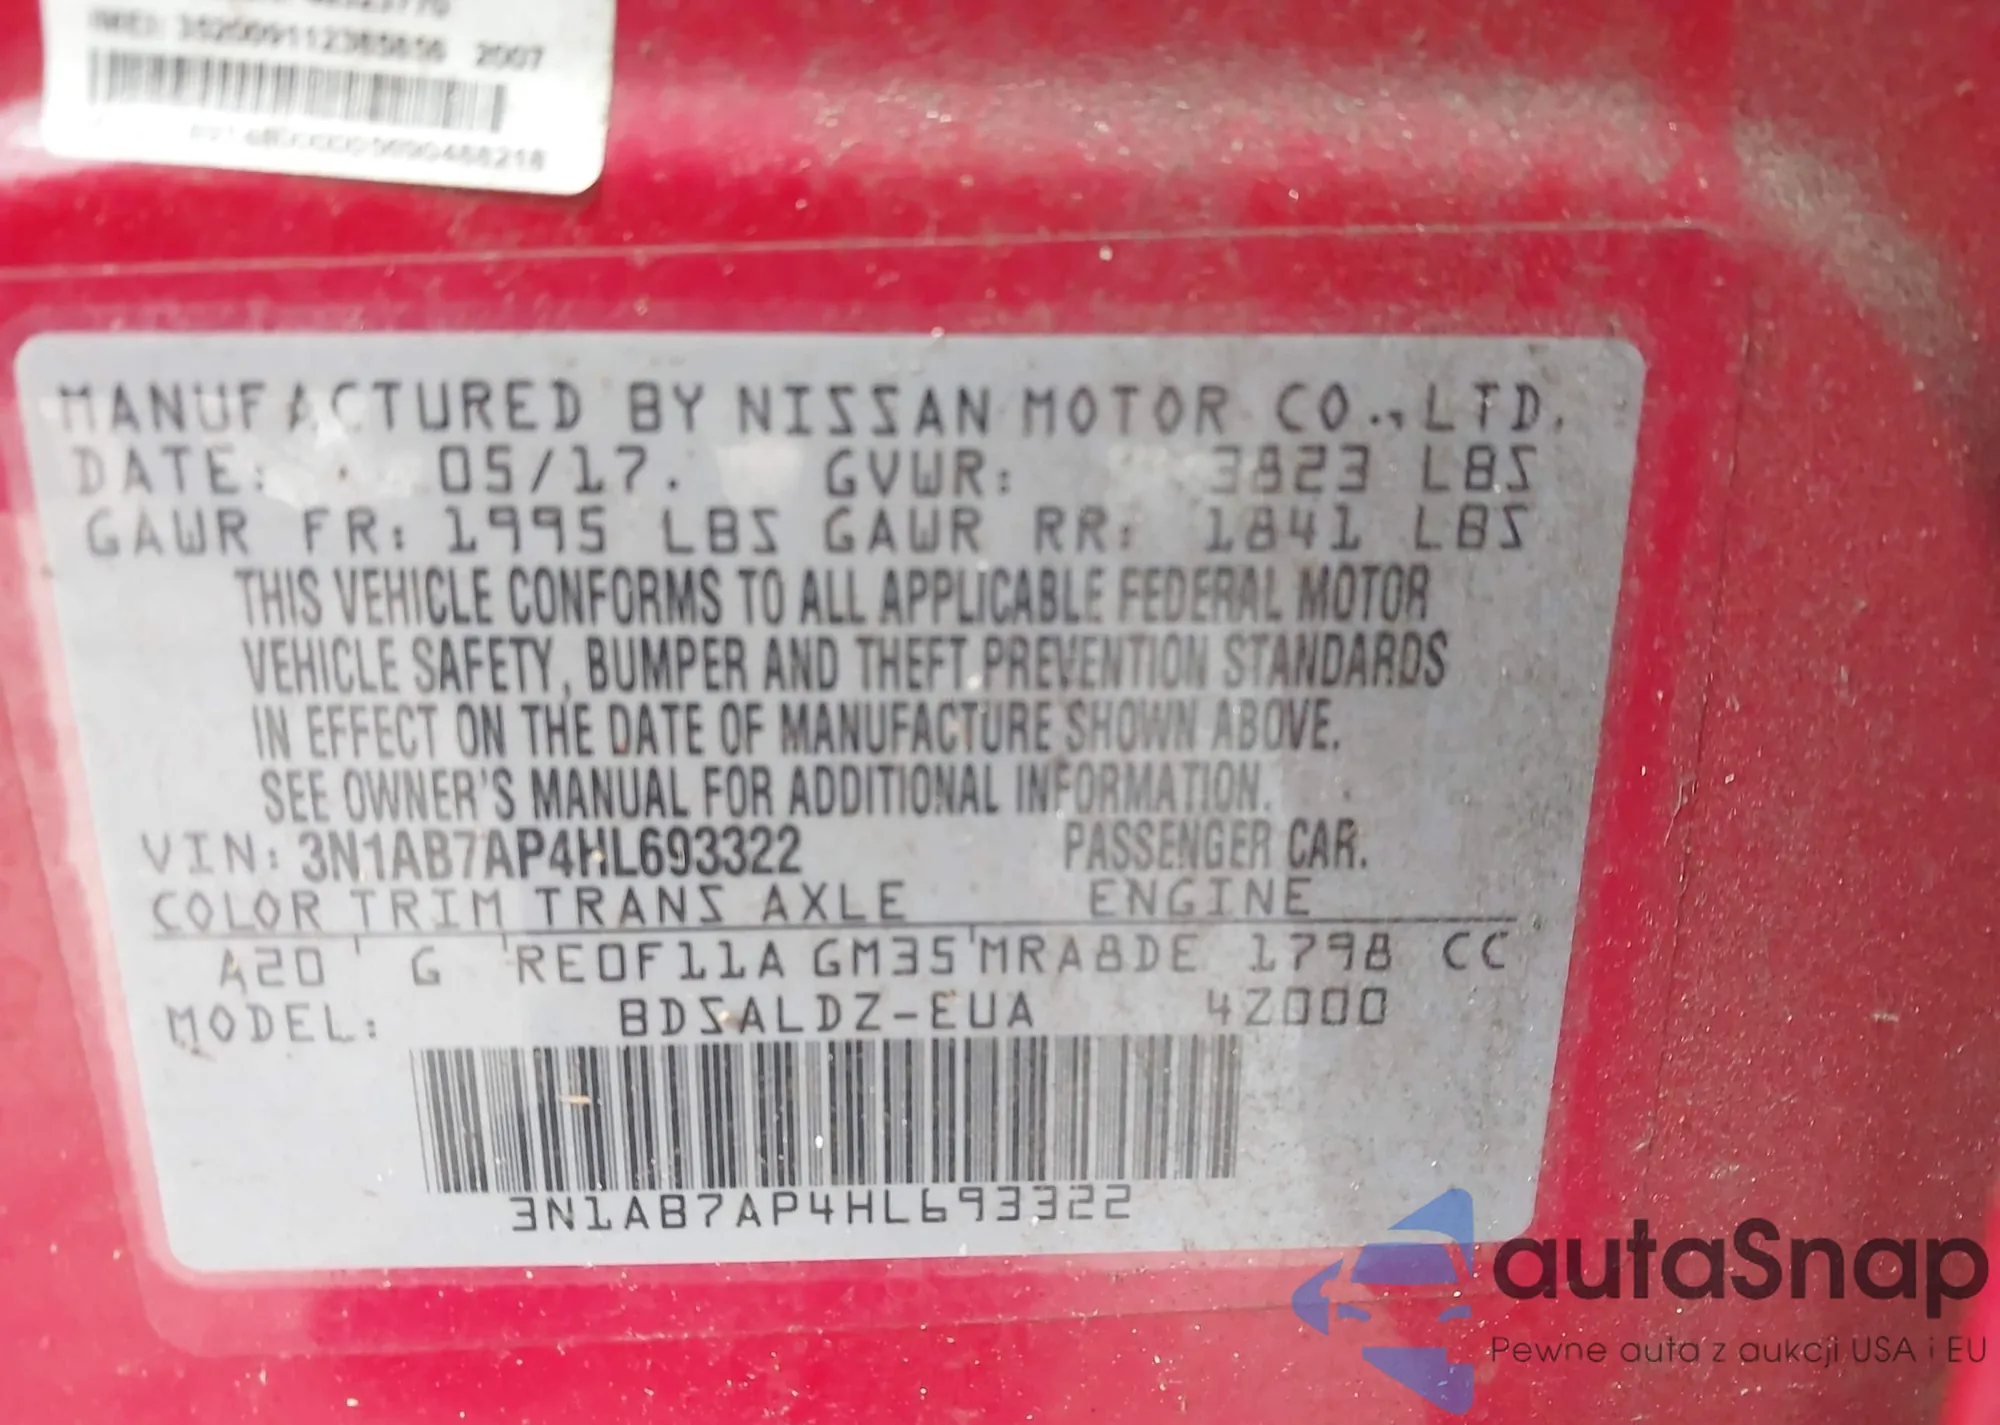 352009112385856 2007
MANUFACTURED BY NISSAN MOTOR CO., LTD.
DATE: 05/17. GVWR: 3823 LBS
GAWR FR: 1995 LBS GAWR RR: 1841 LBS
THIS VEHICLE CONFORMS TO ALL APPLICABLE FEDERAL MOTOR
VEHICLE SAFETY, BUMPER AND THEFT PREVENTION STANDARDS
IN EFFECT ON THE DATE OF MANUFACTURE SHOWN ABOVE.
SEE OWNER'S MANUAL FOR ADDITIONAL INFORMATION.
VIN: 3N1AB7AP4HL693322 PASSENGER CAR.
COLOR TRIM TRANS AXLE ENGINE
A20 G RE0F11A GM35 MRA8DE 1798 CC
MODEL: BDSALDZ-EUA 4Z000
3N1AB7AP4HL693322
autaSnap
Pewne auta z aukcji USA i EU